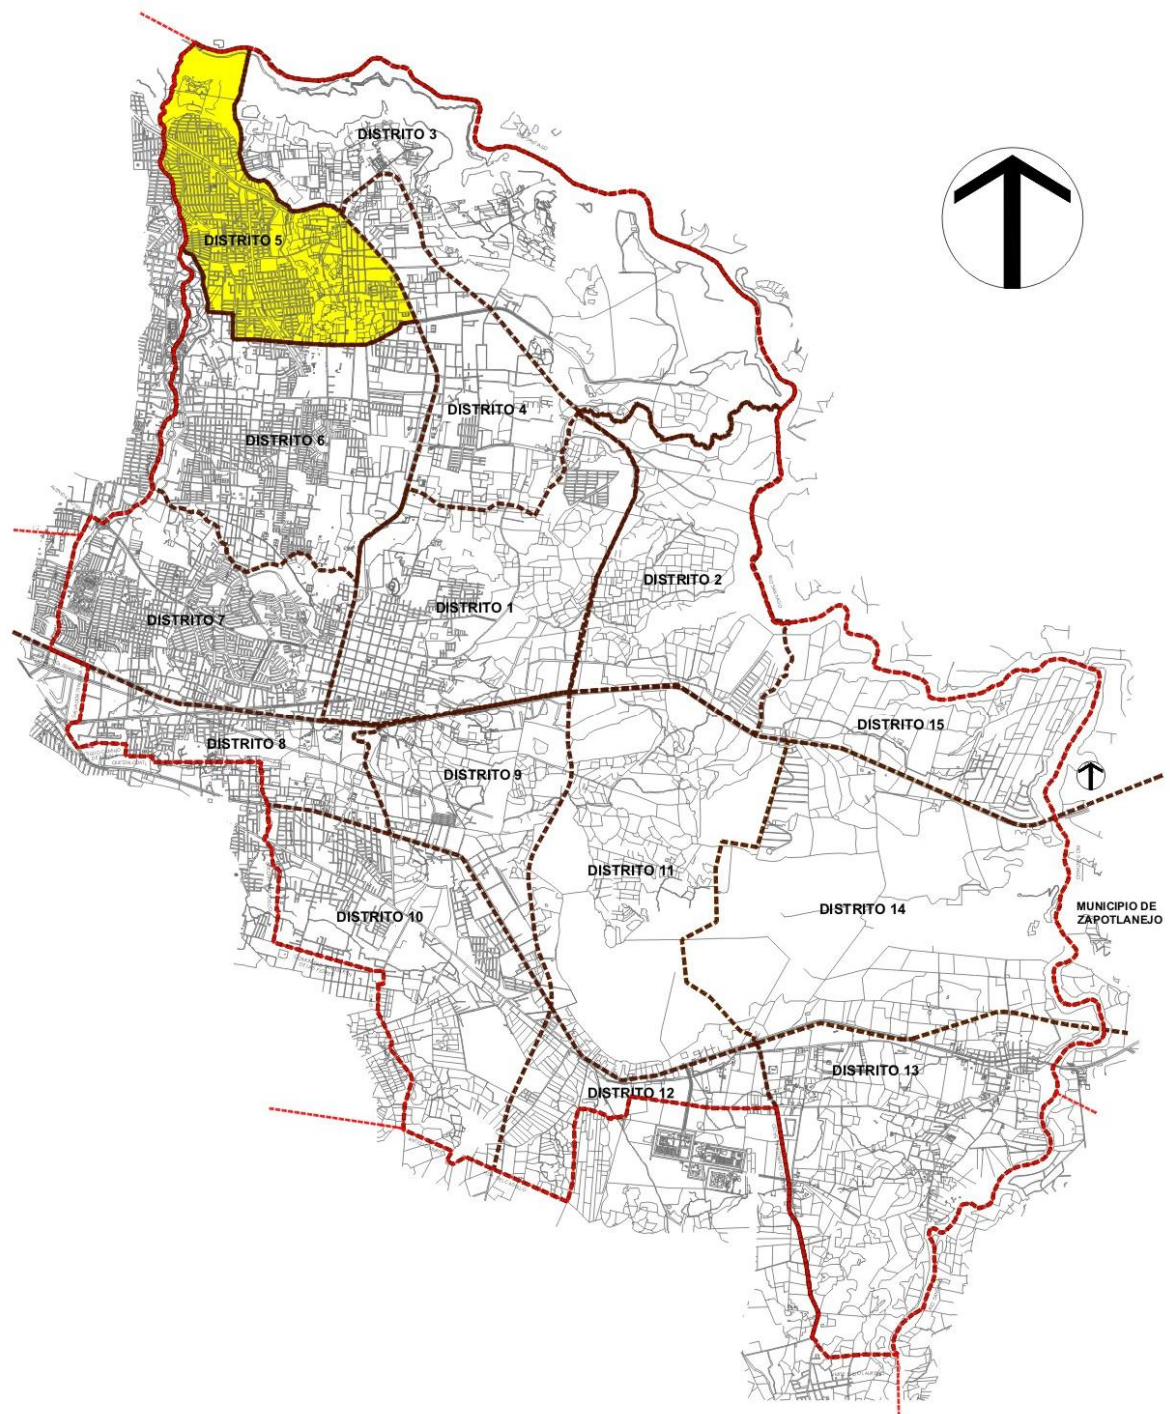 DISTRITO 3
DISTRITO 5
DISTRITO 4
DISTRITO 6
DISTRITO 2
DISTRITO 1
DISTRITO 7
DISTRITO 15
DISTRITO 8
DISTRITO 9
DISTRITO 11
DISTRITO 14
MUNICIPIO DE
ZAPOTLANEJO
DISTRITO 10
DISTRITO 13
DISTRITO 12